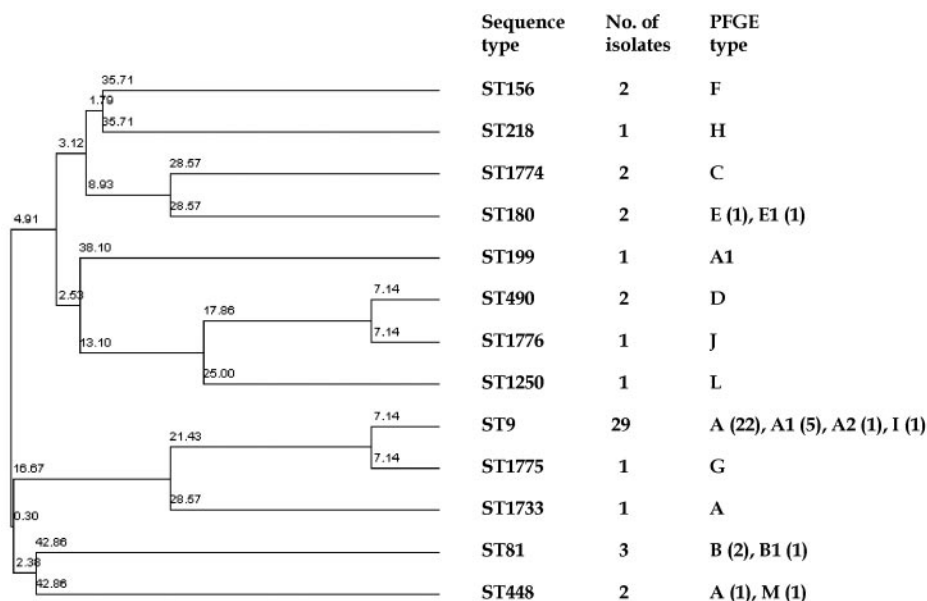 Sequence type No. of isolates PFGE type
35.71
ST156 2 F
1.79
35.71
ST218 1 H
3.12
28.57
ST1774 2 C
8.93
28.57
ST180 2 E (1), E1 (1)
4.91
38.10
ST199 1 A1
2.53
7.14
ST490 2 D
17.86
7.14
ST1776 1 J
13.10
25.00
ST1250 1 L
7.14
ST9 29 A (22), A1 (5), A2 (1), I (1)
21.43
7.14
ST1775 1 G
16.67
28.57
ST1733 1 A
0.30
42.86
ST81 3 B (2), B1 (1)
2.38
42.86
ST448 2 A (1), M (1)